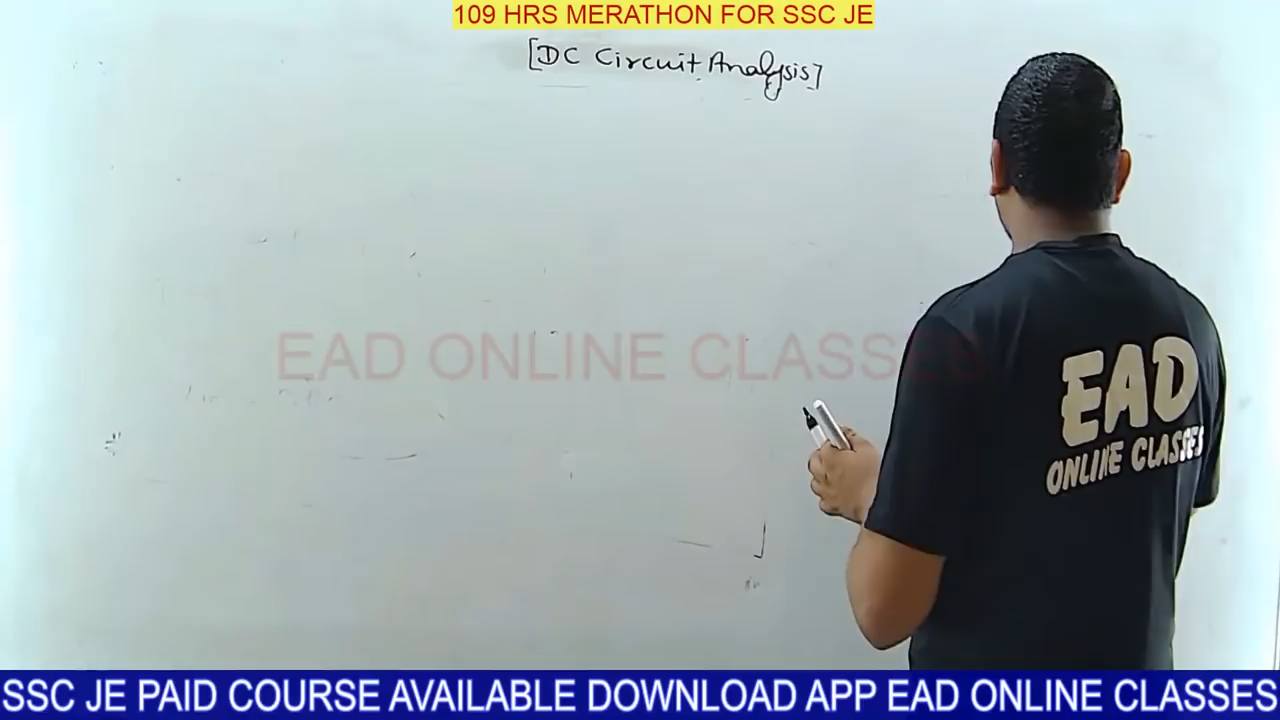 109 HRS MERATHON FOR SSC JE
[DC Circuit Analysis]
EAD ONLINE CLASSES
EAD
ONLINE CLASSES
SSC JE PAID COURSE AVAILABLE DOWNLOAD APP EAD ONLINE CLASSES